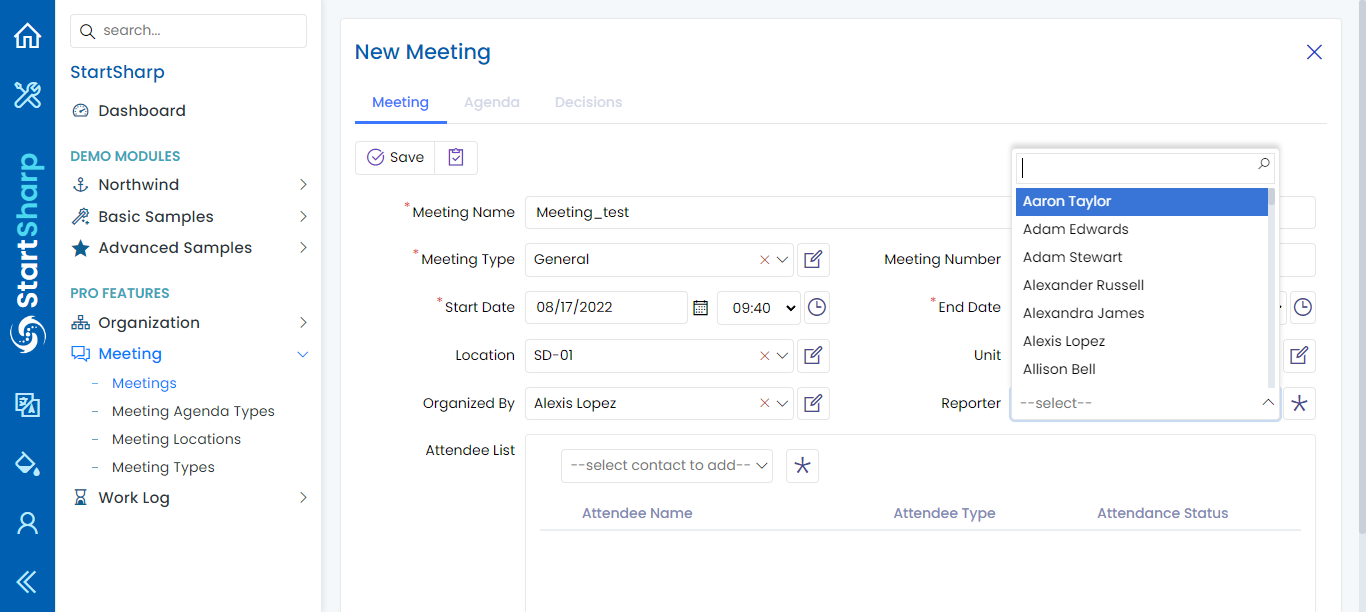 StartSharp
search...
StartSharp
Dashboard
DEMO MODULES
Northwind
Basic Samples
Advanced Samples
PRO FEATURES
Organization
Meeting
Meetings
Meeting Agenda Types
Meeting Locations
Meeting Types
Work Log
New Meeting
Meeting Agenda Decisions
Save
*Meeting Name Meeting_test
*Meeting Type General
Meeting Number
*Start Date 08/17/2022 09:40
*End Date
Location SD-01
Unit
Organized By Alexis Lopez
Reporter --select--
Aaron Taylor
Adam Edwards
Adam Stewart
Alexander Russell
Alexandra James
Alexis Lopez
Allison Bell
Attendee List --select contact to add--
Attendee Name Attendee Type Attendance Status